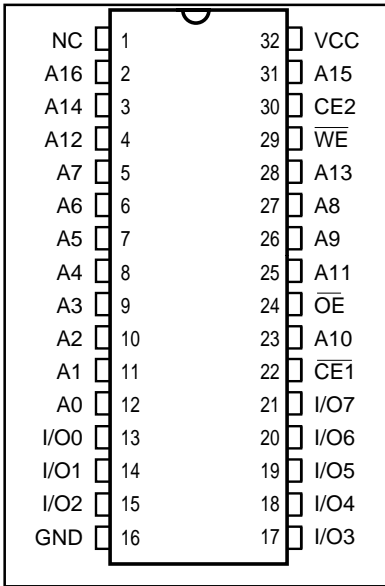 NC 1 32 VCC
A16 2 31 A15
A14 3 30 CE2
A12 4 29 W̅E̅
A7 5 28 A13
A6 6 27 A8
A5 7 26 A9
A4 8 25 A11
A3 9 24 O̅E̅
A2 10 23 A10
A1 11 22 C̅E̅1̅
A0 12 21 I/O7
I/O0 13 20 I/O6
I/O1 14 19 I/O5
I/O2 15 18 I/O4
GND 16 17 I/O3